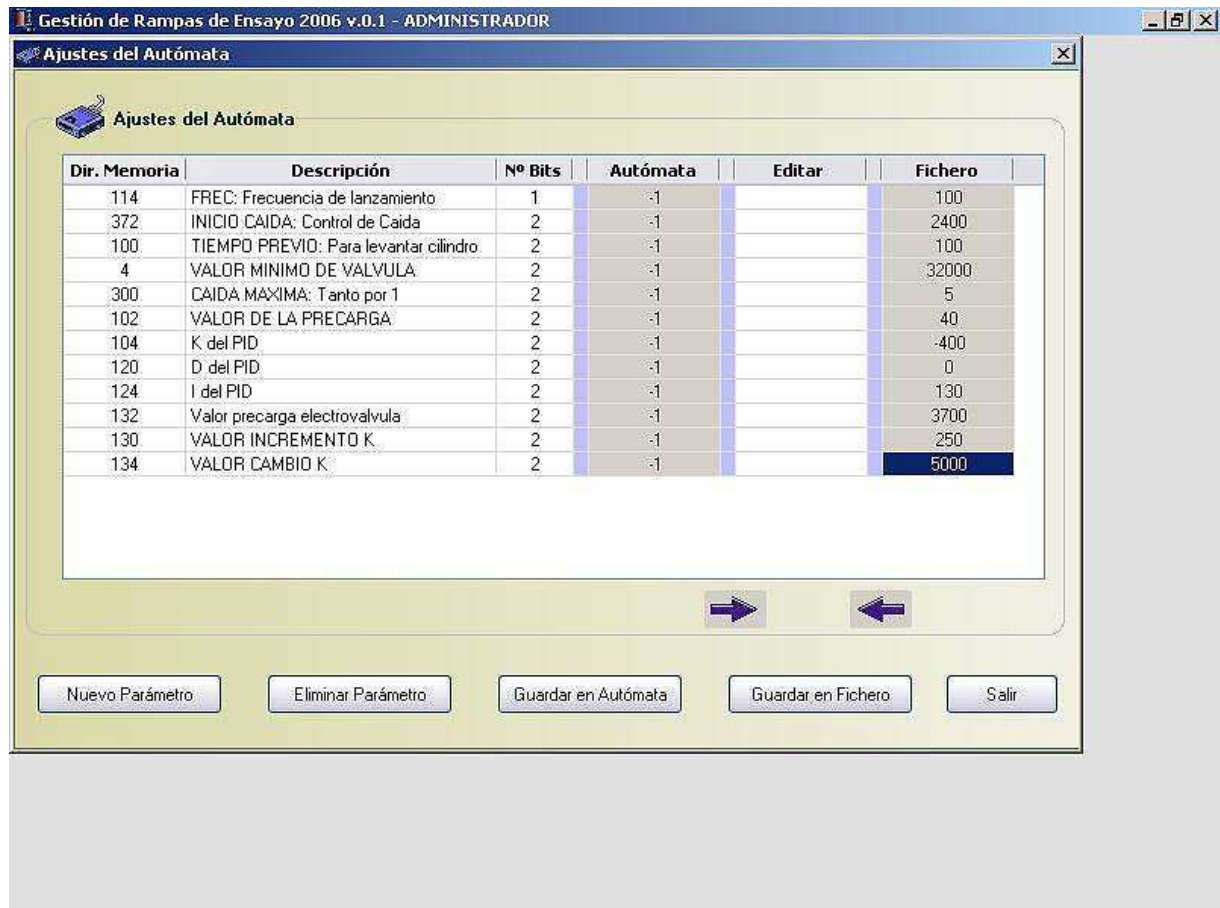 Gestión de Rampas de Ensayo 2006 v.0.1 - ADMINISTRADOR
Ajustes del Autómata
Ajustes del Autómata
Dir. Memoria Descripción Nº Bits Autómata Editar Fichero
114 FREC: Frecuencia de lanzamiento 1 -1 100
372 INICIO CAIDA: Control de Caida 2 -1 2400
100 TIEMPO PREVIO: Para levantar cilindro 2 -1 100
4 VALOR MINIMO DE VALVULA 2 -1 32000
300 CAIDA MAXIMA: Tanto por 1 2 -1 5
102 VALOR DE LA PRECARGA 2 -1 40
104 K del PID 2 -1 -400
120 D del PID 2 -1 0
124 I del PID 2 -1 130
132 Valor precarga electrovalvula 2 -1 3700
130 VALOR INCREMENTO K 2 -1 250
134 VALOR CAMBIO K 2 -1 5000
Nuevo Parámetro Eliminar Parámetro Guardar en Autómata Guardar en Fichero Salir